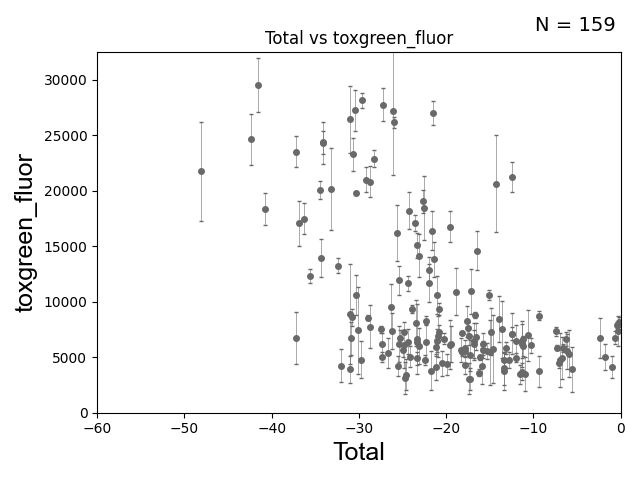 N = 159
Total vs toxgreen_fluor
30000
25000
20000
15000
10000
5000
0
toxgreen_fluor
−60 −50 −40 −30 −20 −10 0
Total